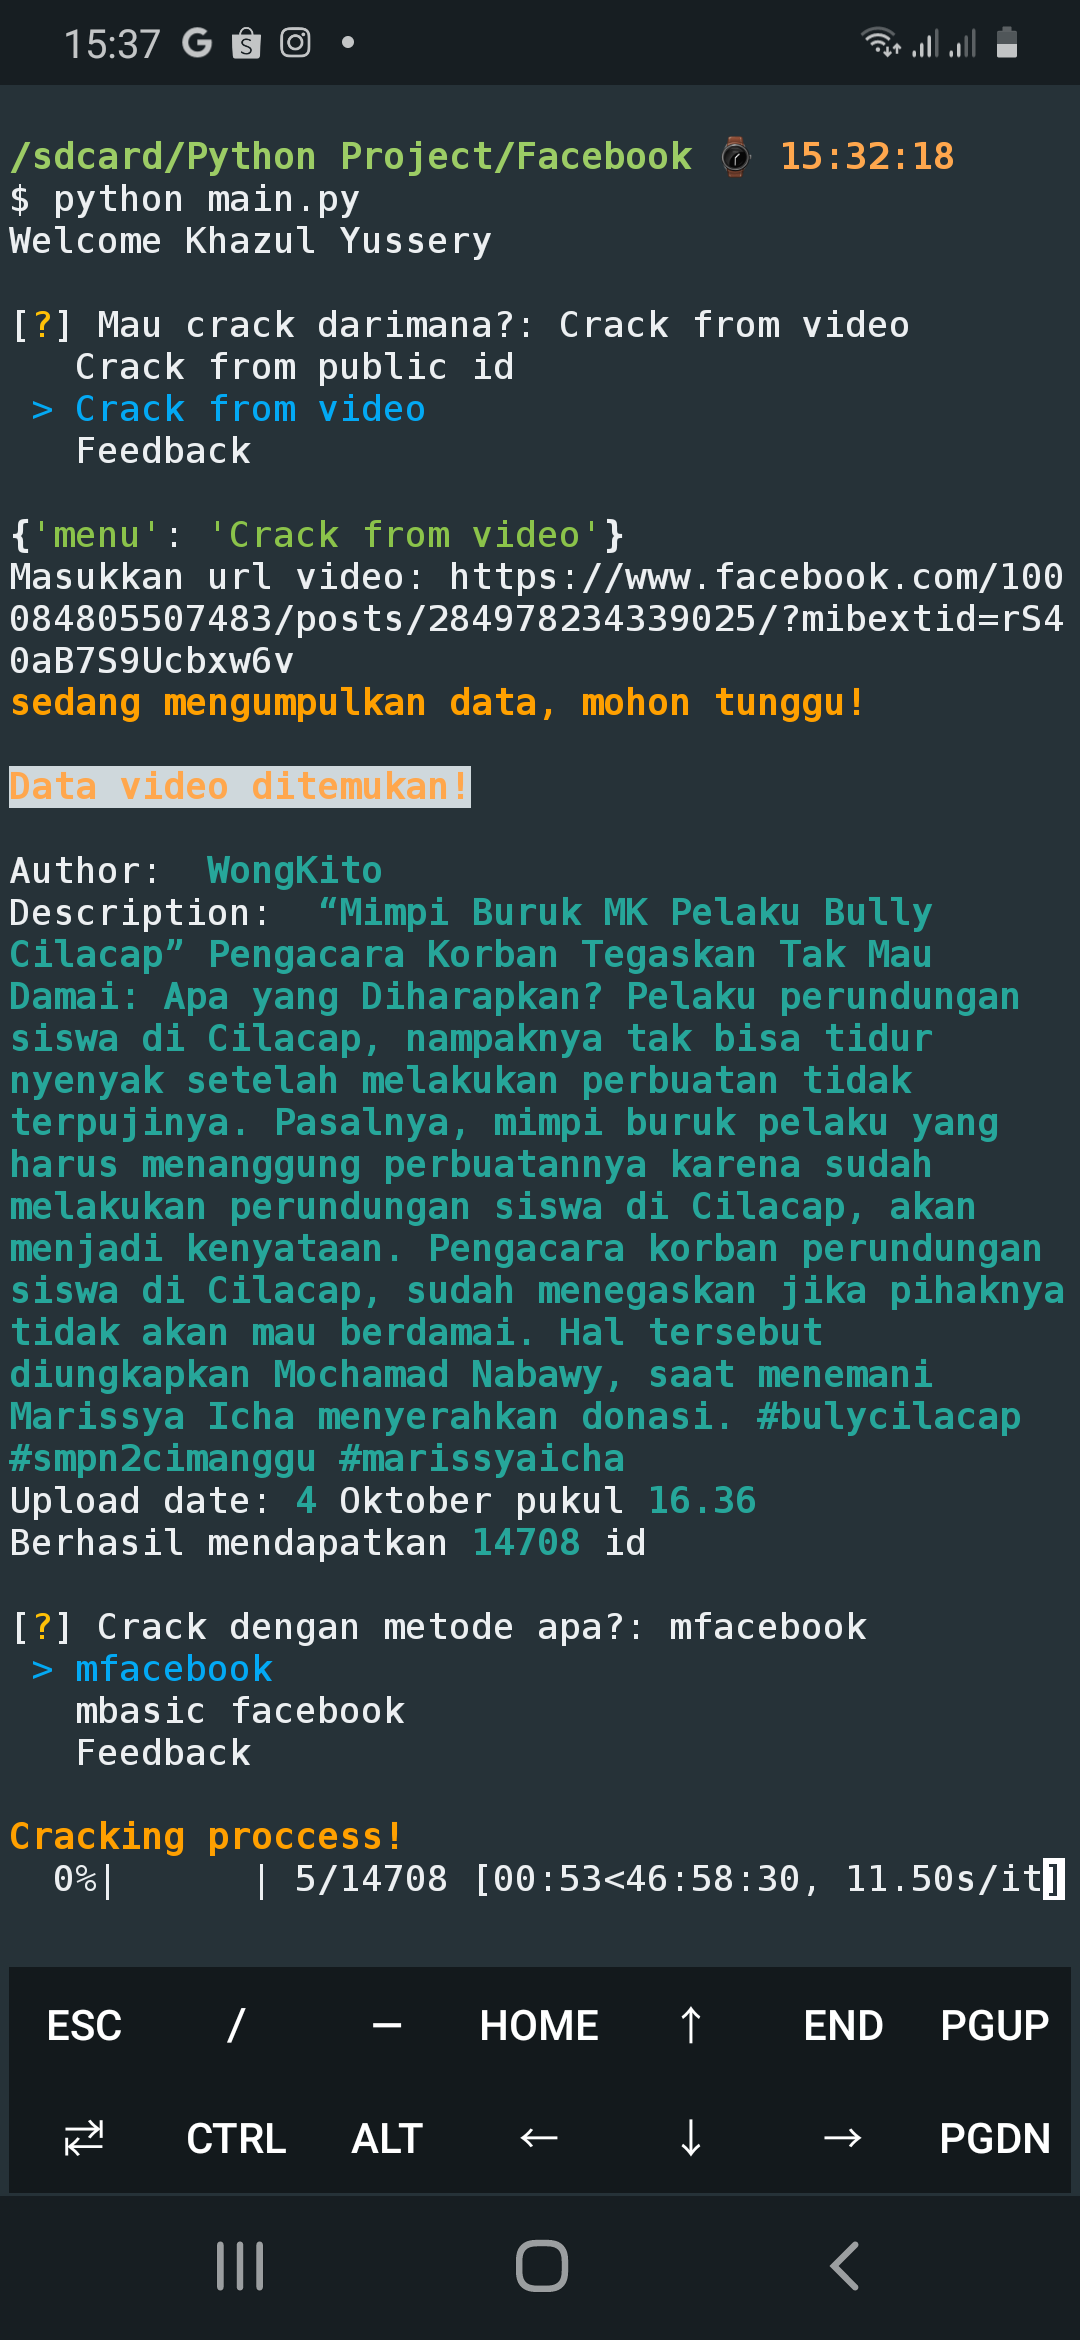 15:37
/sdcard/Python Project/Facebook ⌚ 15:32:18
$ python main.py
Welcome Khazul Yussery
[?] Mau crack darimana?: Crack from video
Crack from public id
> Crack from video
Feedback
{'menu': 'Crack from video'}
Masukkan url video: https://www.facebook.com/100
084805507483/posts/284978234339025/?mibextid=rS4
0aB7S9Ucbxw6v
sedang mengumpulkan data, mohon tunggu!
Data video ditemukan!
Author:  WongKito
Description:  “Mimpi Buruk MK Pelaku Bully
Cilacap” Pengacara Korban Tegaskan Tak Mau
Damai: Apa yang Diharapkan? Pelaku perundungan
siswa di Cilacap, nampaknya tak bisa tidur
nyenyak setelah melakukan perbuatan tidak
terpujinya. Pasalnya, mimpi buruk pelaku yang
harus menanggung perbuatannya karena sudah
melakukan perundungan siswa di Cilacap, akan
menjadi kenyataan. Pengacara korban perundungan
siswa di Cilacap, sudah menegaskan jika pihaknya
tidak akan mau berdamai. Hal tersebut
diungkapkan Mochamad Nabawy, saat menemani
Marissya Icha menyerahkan donasi. #bulycilacap
#smpn2cimanggu #marissyaicha
Upload date: 4 Oktober pukul 16.36
Berhasil mendapatkan 14708 id
[?] Crack dengan metode apa?: mfacebook
> mfacebook
mbasic facebook
Feedback
Cracking proccess!
0%|      | 5/14708 [00:53<46:58:30, 11.50s/it]
ESC / — HOME ↑ END PGUP
⇄ CTRL ALT ← ↓ → PGDN